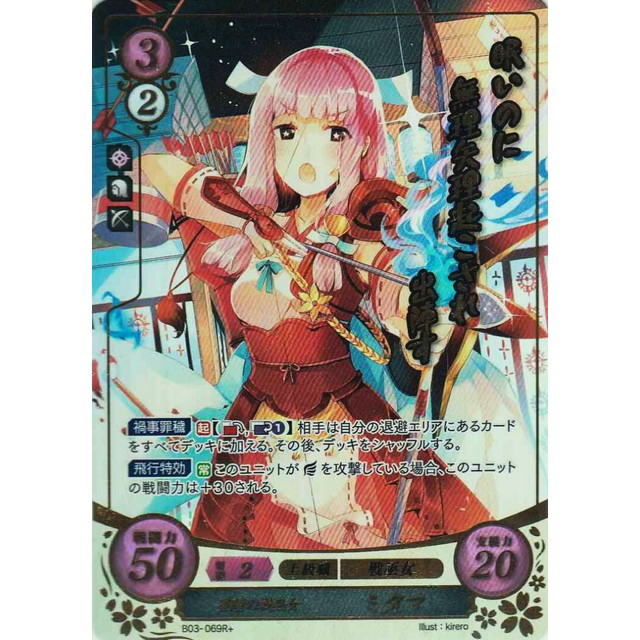 3
2
眠いのに
無理矢理起こされ
出陣す
禍事罪穢 起【 , 1】相手は自分の退避エリアにあるカード
をすべてデッキに加える。その後、デッキをシャッフルする。
飛行特効 常 このユニットが を攻撃している場合、このユニット
の戦闘力は+30される。
戦闘力
50
2 上級職 戦巫女
ミタマ
支援力
20
B03-069R+ Illust : kirero